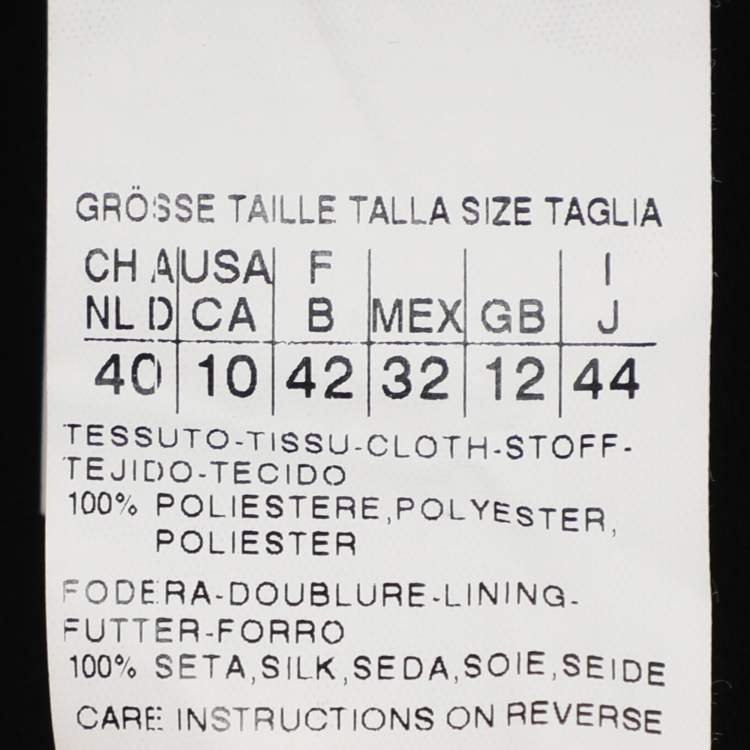 GRÖSSE TAILLE TALLA SIZE TAGLIA
CH A USA F I
NL D CA B MEX GB J
40 10 42 32 12 44
TESSUTO-TISSU-CLOTH-STOFF-
TEJIDO-TECIDO
100% POLIESTERE,POLYESTER,
POLIESTER
FODERA-DOUBLURE-LINING-
FUTTER-FORRO
100% SETA,SILK,SEDA,SOIE,SEIDE
CARE INSTRUCTIONS ON REVERSE